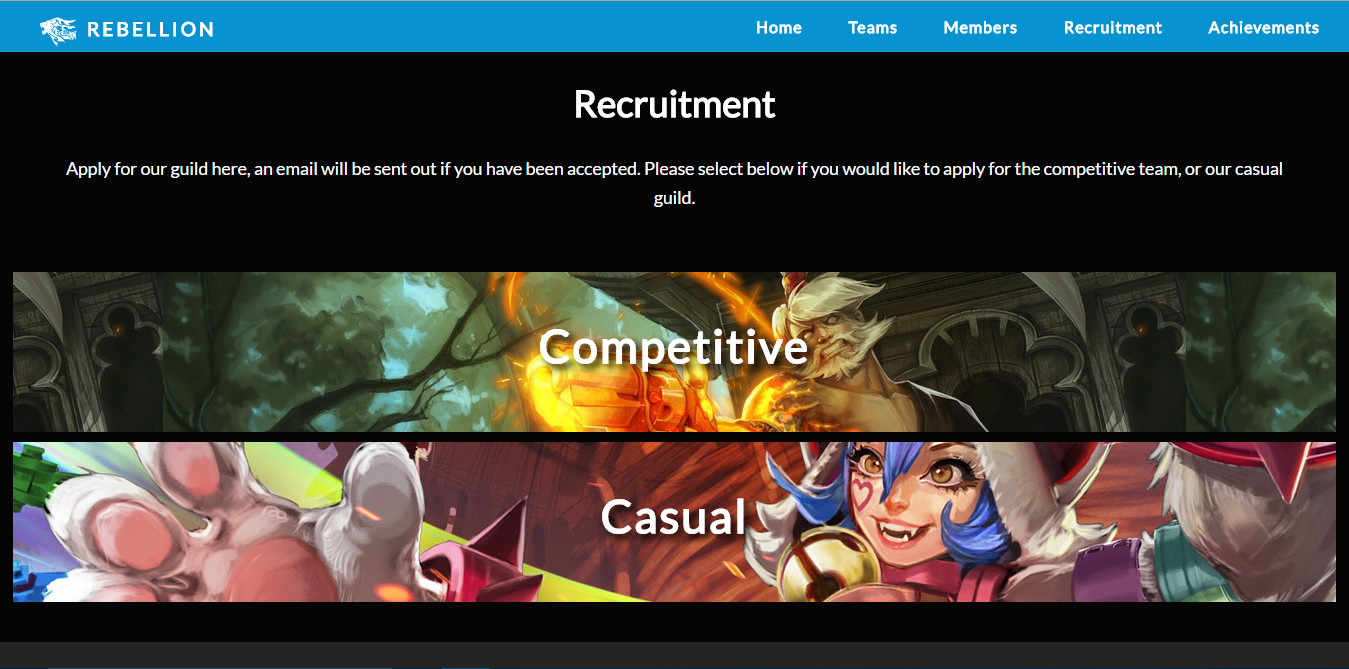 REBELLION
Home
Teams
Members
Recruitment
Achievements
Recruitment
Apply for our guild here, an email will be sent out if you have been accepted. Please select below if you would like to apply for the competitive team, or our casual
guild.
Competitive
Casual